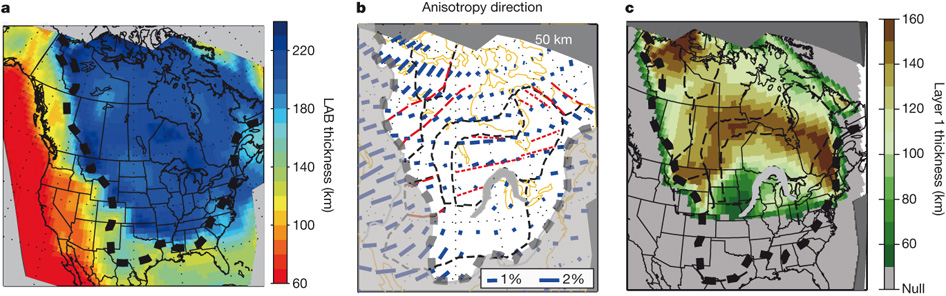 a
220
180
140
100
60
LAB thickness (km)
b
Anisotropy direction
50 km
1%
2%
c
160
140
120
100
80
60
Null
Layer 1 thickness (km)